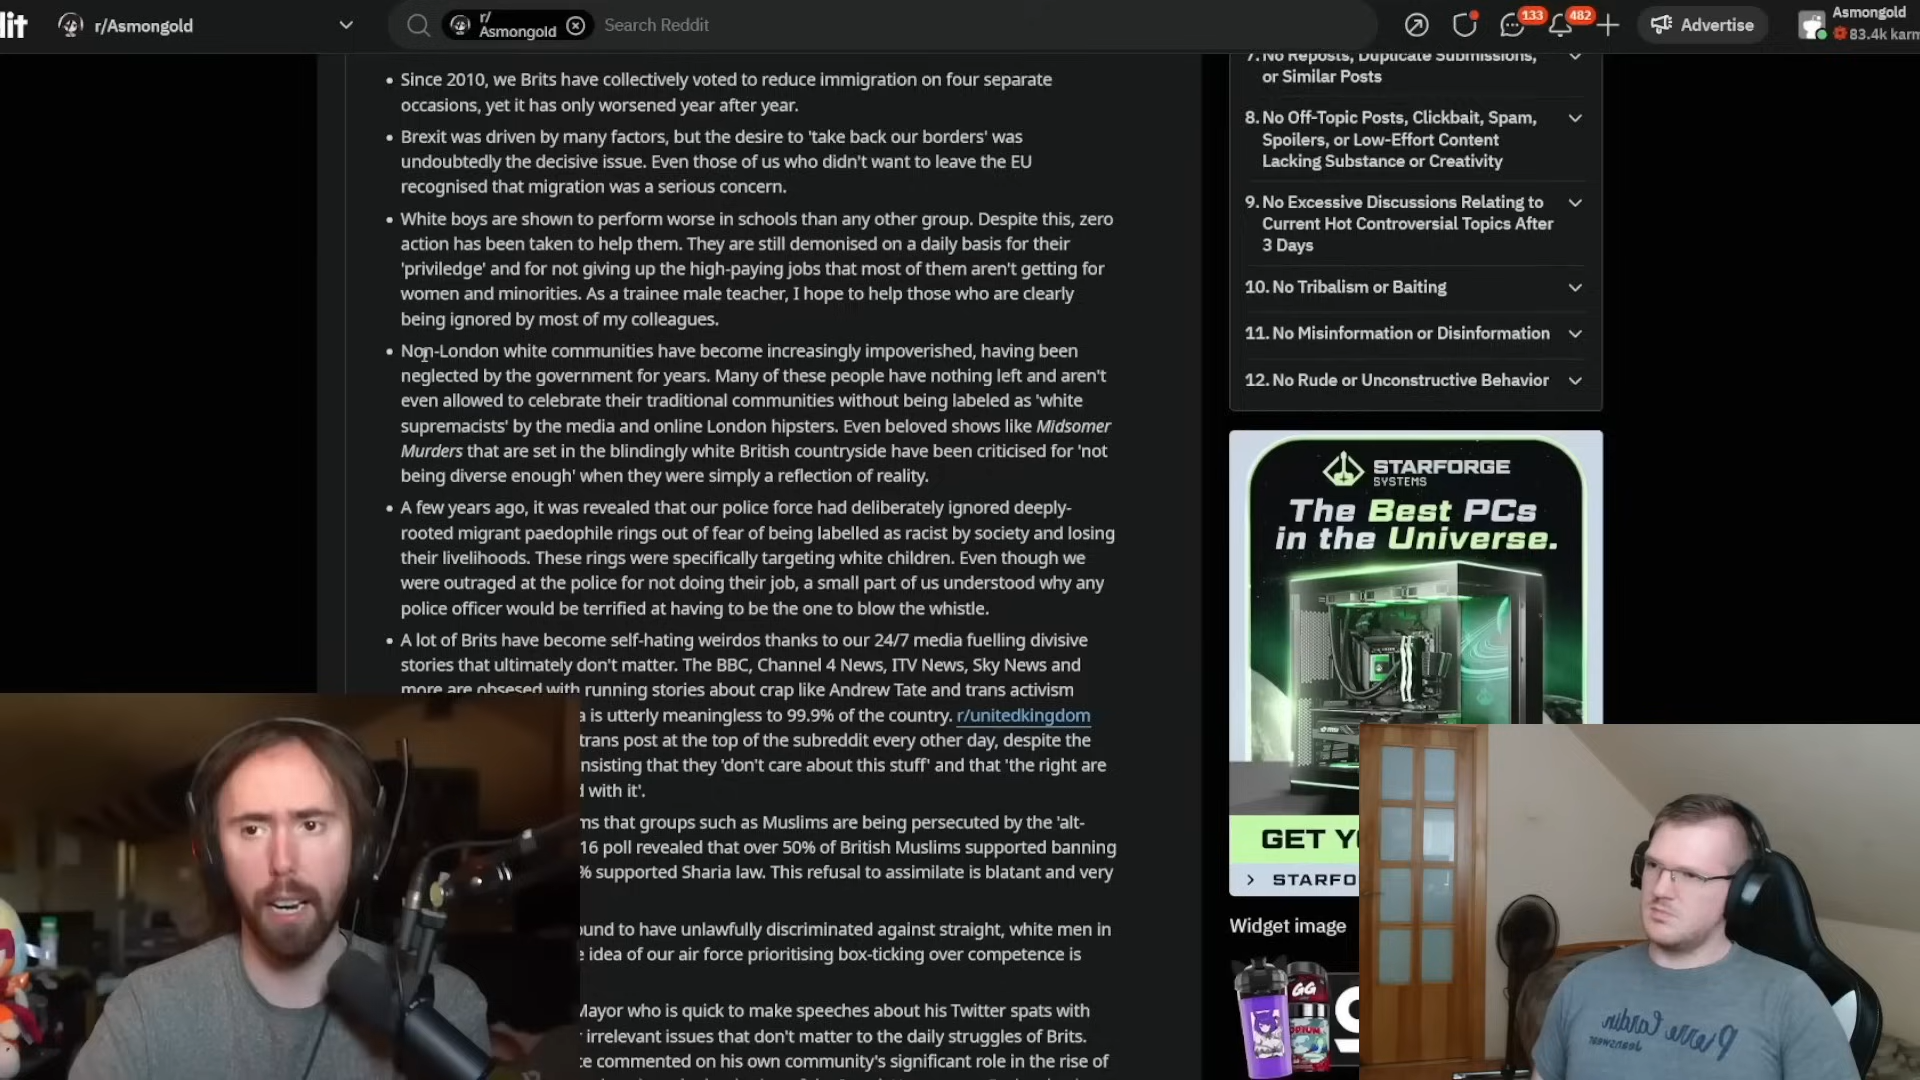 lit
r/Asmongold
r/
Asmongold
Search Reddit
133
482
Advertise
Asmongold
83.4k karm
Since 2010, we Brits have collectively voted to reduce immigration on four separate
occasions, yet it has only worsened year after year.
Brexit was driven by many factors, but the desire to 'take back our borders' was
undoubtedly the decisive issue. Even those of us who didn't want to leave the EU
recognised that migration was a serious concern.
White boys are shown to perform worse in schools than any other group. Despite this, zero
action has been taken to help them. They are still demonised on a daily basis for their
'priviledge' and for not giving up the high-paying jobs that most of them aren't getting for
women and minorities. As a trainee male teacher, I hope to help those who are clearly
being ignored by most of my colleagues.
Non-London white communities have become increasingly impoverished, having been
neglected by the government for years. Many of these people have nothing left and aren't
even allowed to celebrate their traditional communities without being labeled as 'white
supremacists' by the media and online London hipsters. Even beloved shows like Midsomer
Murders that are set in the blindingly white British countryside have been criticised for 'not
being diverse enough' when they were simply a reflection of reality.
A few years ago, it was revealed that our police force had deliberately ignored deeply-
rooted migrant paedophile rings out of fear of being labelled as racist by society and losing
their livelihoods. These rings were specifically targeting white children. Even though we
were outraged at the police for not doing their job, a small part of us understood why any
police officer would be terrified at having to be the one to blow the whistle.
A lot of Brits have become self-hating weirdos thanks to our 24/7 media fuelling divisive
stories that ultimately don't matter. The BBC, Channel 4 News, ITV News, Sky News and
more are obsesed with running stories about crap like Andrew Tate and trans activism
is utterly meaningless to 99.9% of the country. r/unitedkingdom
trans post at the top of the subreddit every other day, despite the
nsisting that they 'don't care about this stuff' and that 'the right are
d with it'.
ms that groups such as Muslims are being persecuted by the 'alt-
16 poll revealed that over 50% of British Muslims supported banning
% supported Sharia law. This refusal to assimilate is blatant and very
ound to have unlawfully discriminated against straight, white men in
e idea of our air force prioritising box-ticking over competence is
Mayor who is quick to make speeches about his Twitter spats with
r irrelevant issues that don't matter to the daily struggles of Brits.
te commented on his own community's significant role in the rise of
7. No Reposts, Duplicate Submissions,
or Similar Posts
8. No Off-Topic Posts, Clickbait, Spam,
Spoilers, or Low-Effort Content
Lacking Substance or Creativity
9. No Excessive Discussions Relating to
Current Hot Controversial Topics After
3 Days
10. No Tribalism or Baiting
11. No Misinformation or Disinformation
12. No Rude or Unconstructive Behavior
STARFORGE
SYSTEMS
The Best PCs
in the Universe.
GET Y
> STARFO
Widget image
GG